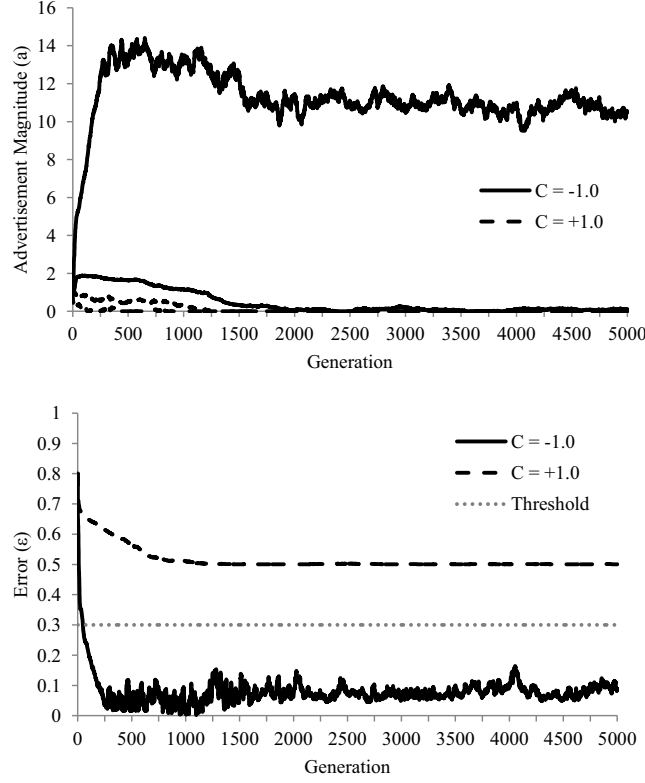 16
14
12
10
8
6
4
2
0
Advertisement Magnitude (a)
C = -1.0
C = +1.0
0 500 1000 1500 2000 2500 3000 3500 4000 4500 5000
Generation
1
0.9
0.8
0.7
0.6
0.5
0.4
0.3
0.2
0.1
0
Error (ε)
C = -1.0
C = +1.0
Threshold
0 500 1000 1500 2000 2500 3000 3500 4000 4500 5000
Generation